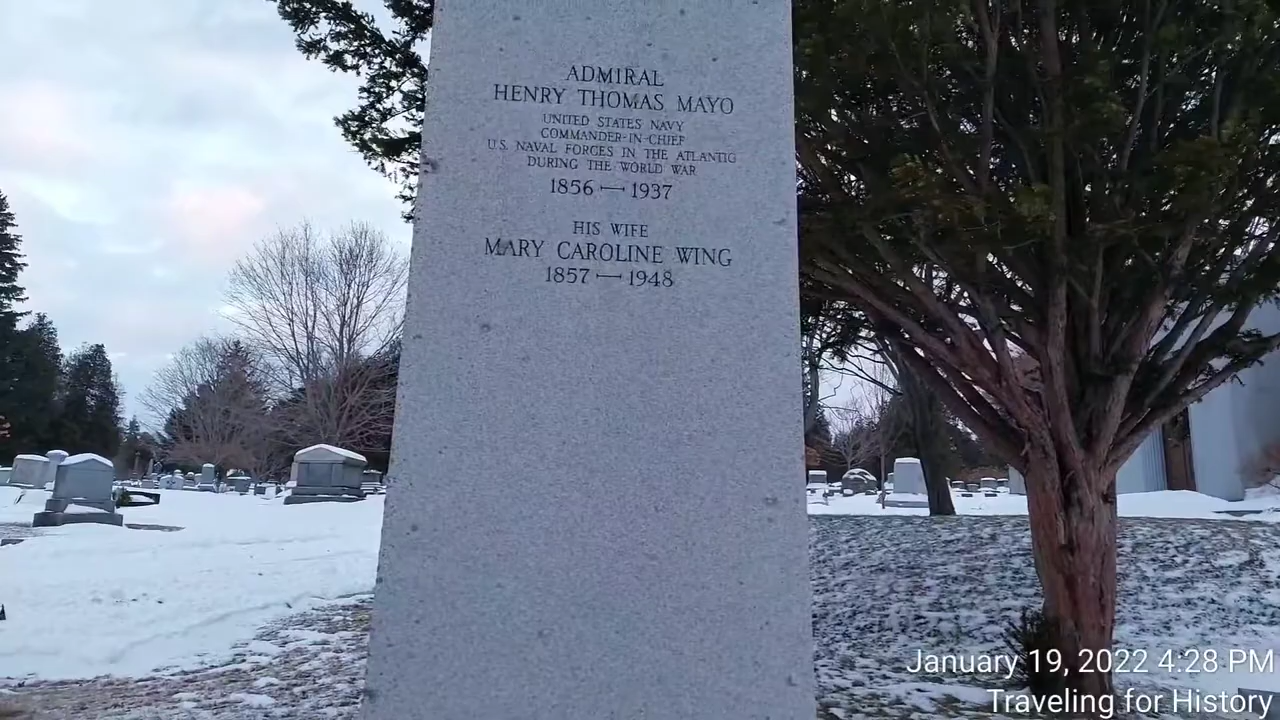 ADMIRAL
HENRY THOMAS MAYO
UNITED STATES NAVY
COMMANDER-IN-CHIEF
U.S. NAVAL FORCES IN THE ATLANTIC
DURING THE WORLD WAR
1856 — 1937
HIS WIFE
MARY CAROLINE WING
1857 — 1948
January 19, 2022 4:28 PM
Traveling for History